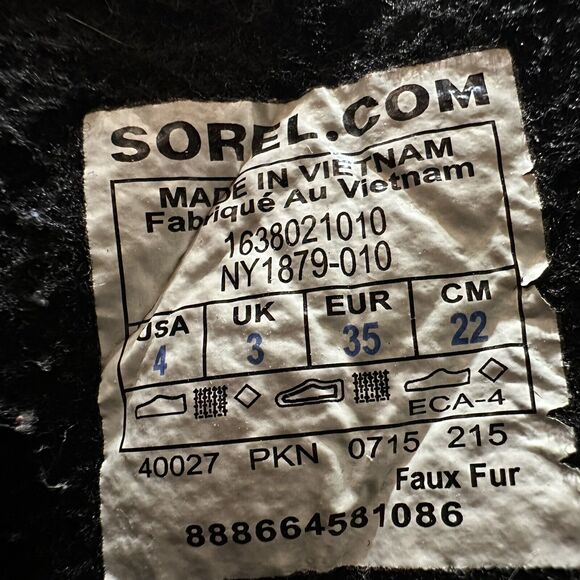 SOREL.COM
MADE IN VIETNAM
Fabriqué Au Vietnam
1638021010
NY1879-010
USA UK EUR CM
4 3 35 22
ECA-4
40027 PKN 0715 215
Faux Fur
888664581086